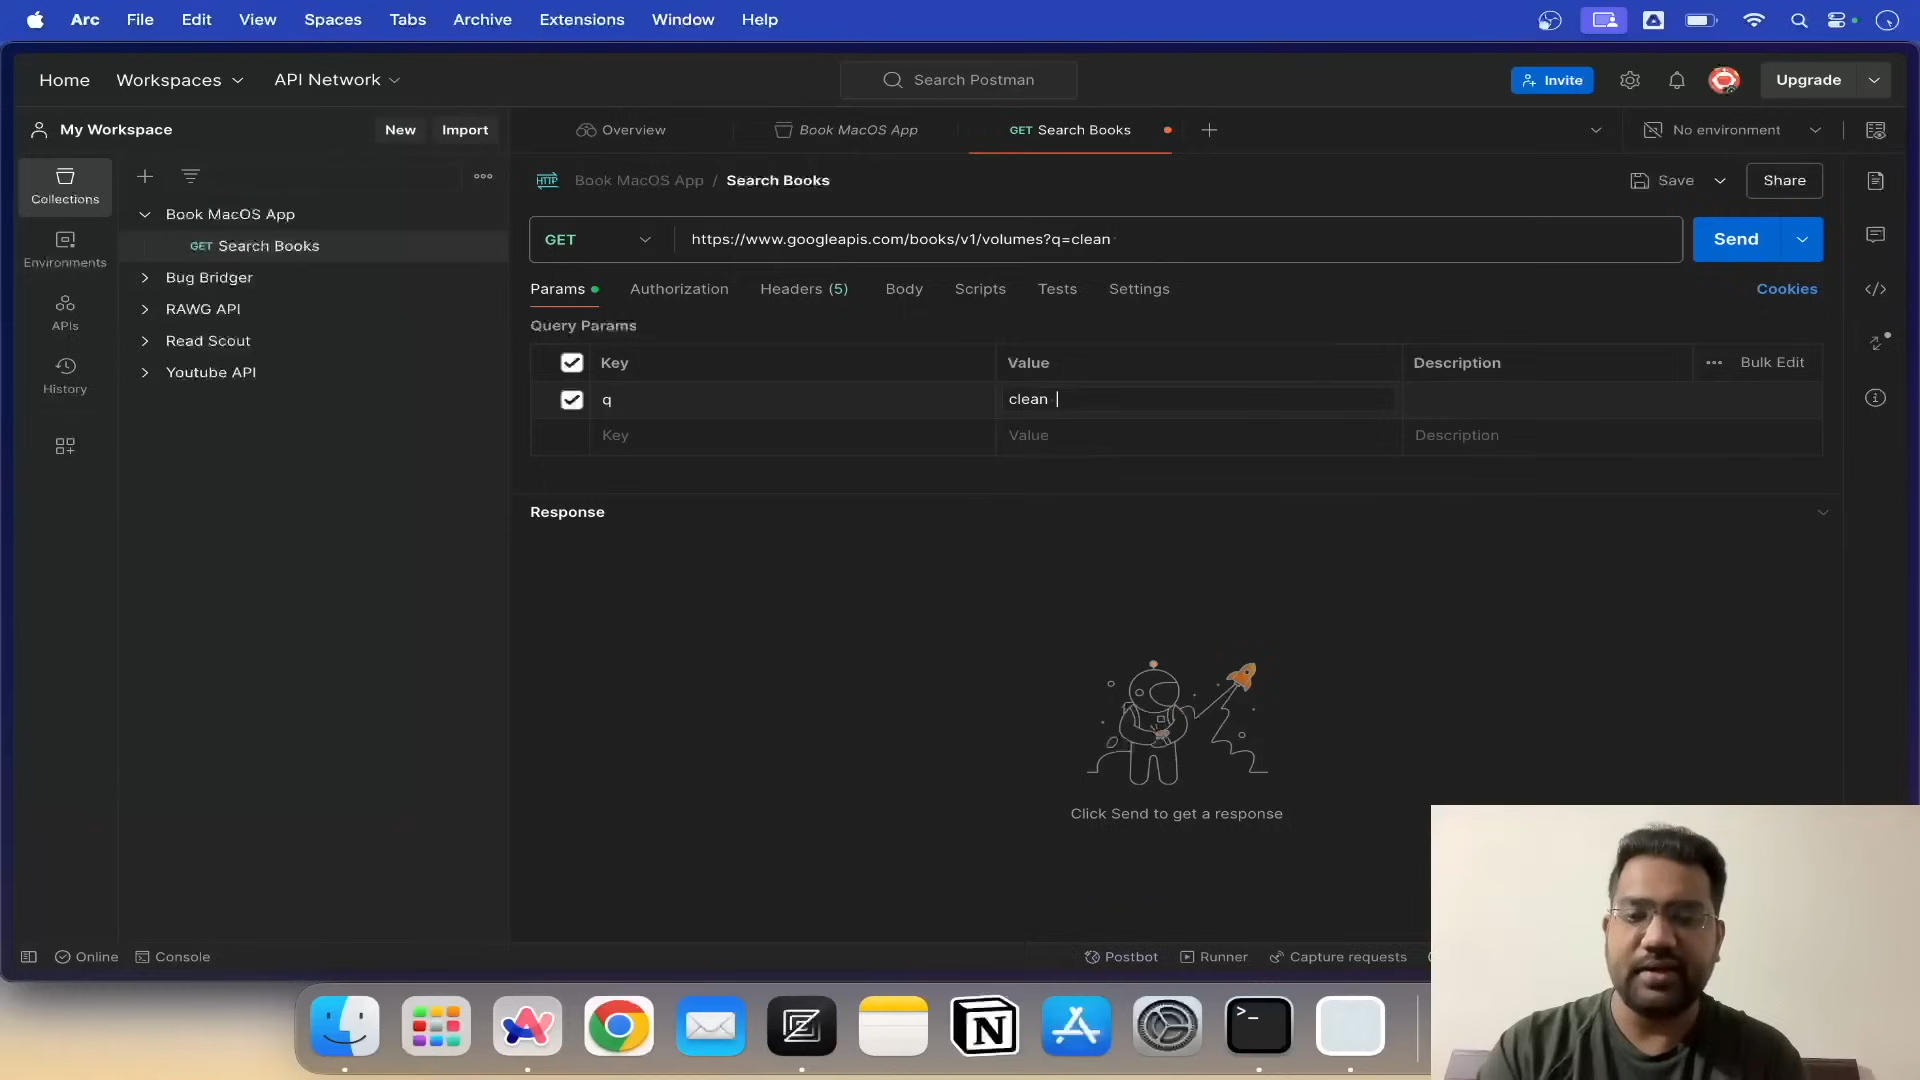 Arc File Edit View Spaces Tabs Archive Extensions Window Help
Home Workspaces API Network Search Postman Invite Upgrade
My Workspace New Import Overview Book MacOS App GET Search Books No environment
Collections
Environments
APIs
History
Book MacOS App
GET Search Books
Bug Bridger
RAWG API
Read Scout
Youtube API
HTTP Book MacOS App / Search Books Save Share
GET https://www.googleapis.com/books/v1/volumes?q=clean Send
Params Authorization Headers (5) Body Scripts Tests Settings Cookies
Query Params
Key Value Description Bulk Edit
q clean
Key Value Description
Response
Click Send to get a response
Online Console Postbot Runner Capture requests